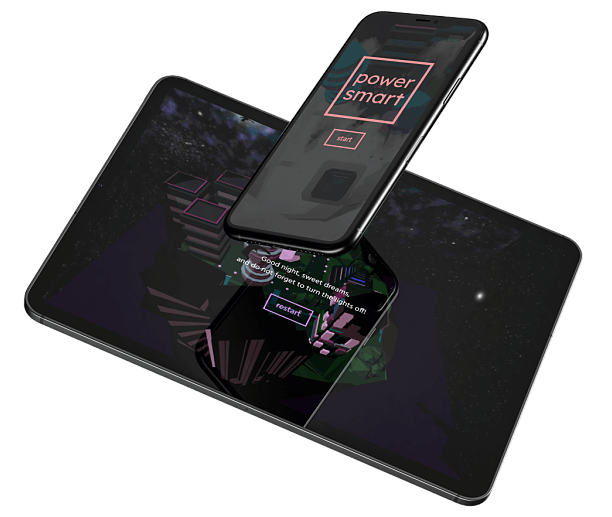 power
smart
start
Good night, sweet dreams,
and do not forget to turn the lights off!
restart